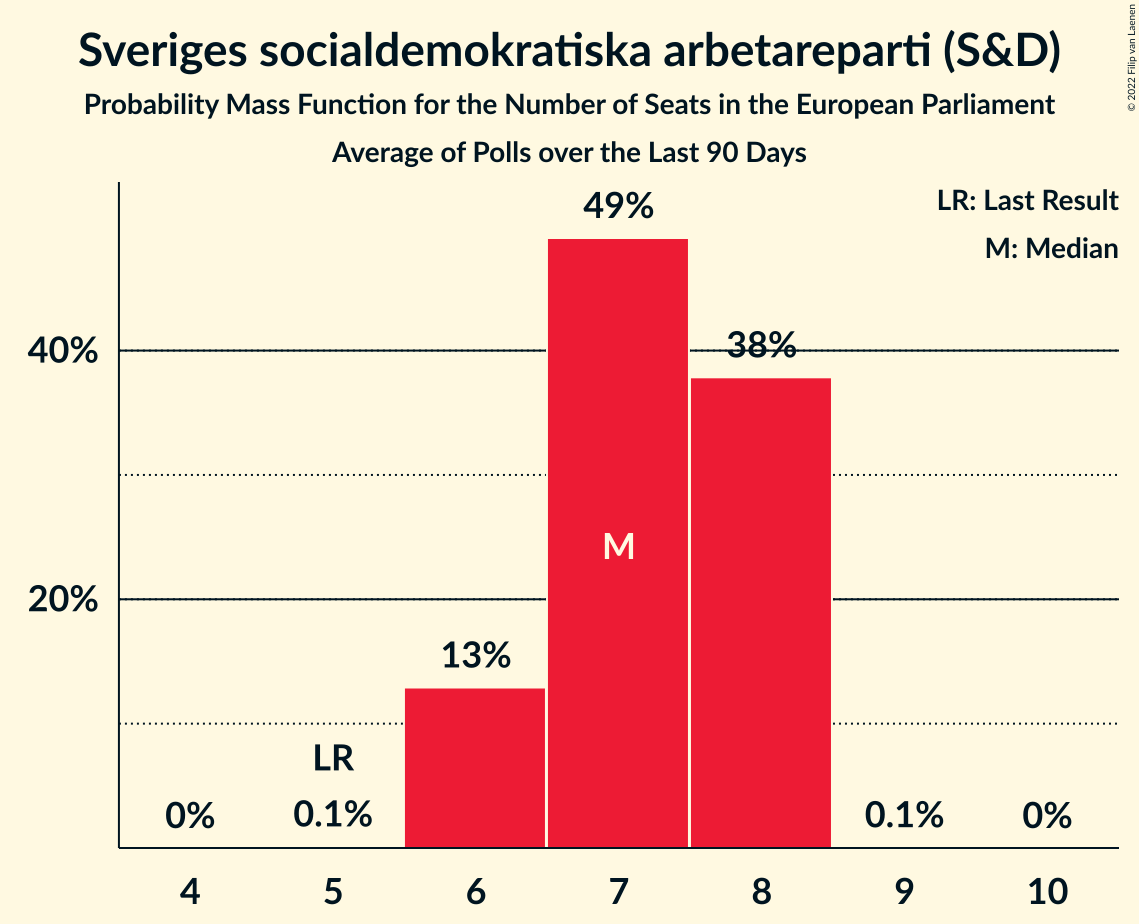 Sveriges socialdemokratiska arbetareparti (S&D)
Probability Mass Function for the Number of Seats in the European Parliament
Average of Polls over the Last 90 Days
© 2022 Filip van Laenen
LR: Last Result
M: Median
49%
38%
40%
M
20%
13%
LR
0%
0.1%
0.1%
0%
4 5 6 7 8 9 10